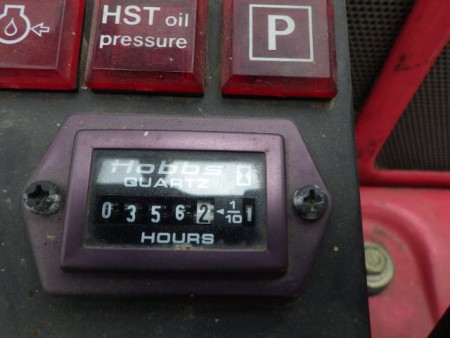 HST oil
pressure
P
Hobbs
QUARTZ
0 3 5 6 2 1/10 1
HOURS